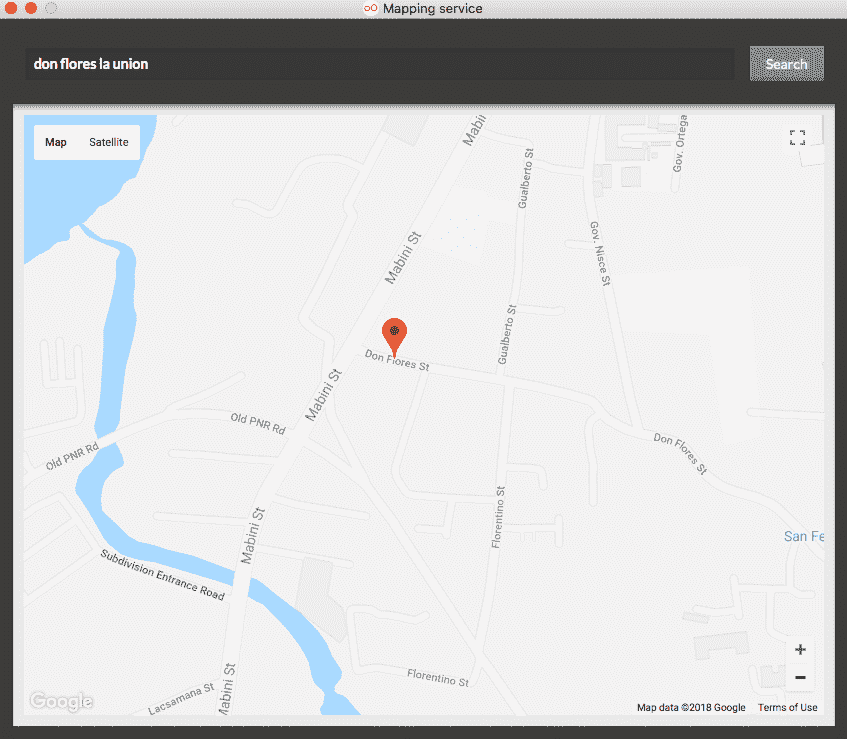 Mapping service
don flores la union
Search
Map
Satellite
Mabini
Gualberto St
Gov. Ortega
Mabini St
Gov. Nisce St
Gualberto St
Don Flores St
Mabini St
Old PNR Rd
Don Flores St
Old PNR Rd
Florentino St
Mabini St
San Fe
Subdivision Entrance Road
Florentino St
Mabini St
Lacsamana St
Google
Map data ©2018 Google
Terms of Use